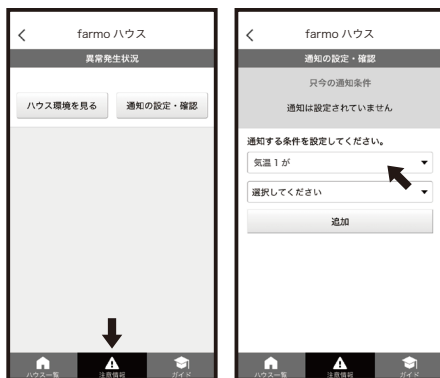 farmo ハウス
異常発生状況
ハウス環境を見る
通知の設定・確認
ハウス一覧
注意情報
ガイド
farmo ハウス
通知の設定・確認
只今の通知条件
通知は設定されていません
通知する条件を設定してください。
気温 1 が
選択してください
追加
ハウス一覧
注意情報
ガイド